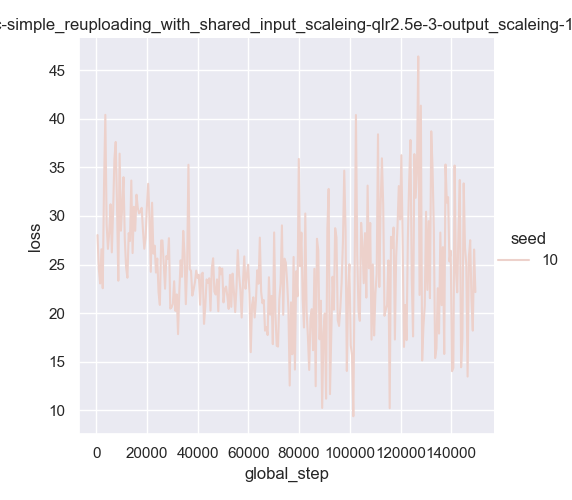 c-simple_reuploading_with_shared_input_scaleing-qlr2.5e-3-output_scaleing-1
45
40
35
30
25
20
15
10
loss
0 20000 40000 60000 80000 100000 120000 140000
global_step
seed
10